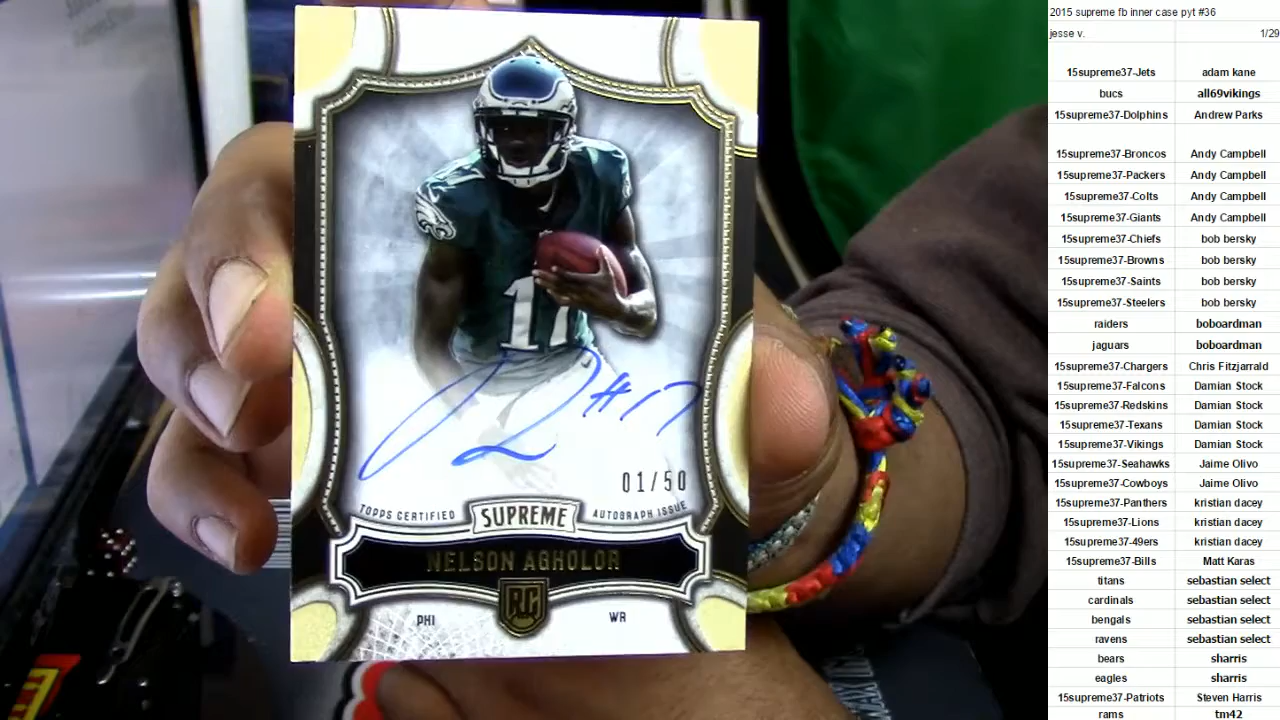 17
#17
01/50
TOPPS CERTIFIED SUPREME AUTOGRAPH ISSUE
NELSON AGHOLOR
RC
PHI WR
2015 supreme fb inner case pyt #36
jesse v. 1/29
15supreme37-Jets adam kane
bucs all69vikings
15supreme37-Dolphins Andrew Parks
15supreme37-Broncos Andy Campbell
15supreme37-Packers Andy Campbell
15supreme37-Colts Andy Campbell
15supreme37-Giants Andy Campbell
15supreme37-Chiefs bob bersky
15supreme37-Browns bob bersky
15supreme37-Saints bob bersky
15supreme37-Steelers bob bersky
raiders boboardman
jaguars boboardman
15supreme37-Chargers Chris Fitzjarrald
15supreme37-Falcons Damian Stock
15supreme37-Redskins Damian Stock
15supreme37-Texans Damian Stock
15supreme37-Vikings Damian Stock
15supreme37-Seahawks Jaime Olivo
15supreme37-Cowboys Jaime Olivo
15supreme37-Panthers kristian dacey
15supreme37-Lions kristian dacey
15supreme37-49ers kristian dacey
15supreme37-Bills Matt Karas
titans sebastian select
cardinals sebastian select
bengals sebastian select
ravens sebastian select
bears sharris
eagles sharris
15supreme37-Patriots Steven Harris
rams tm42